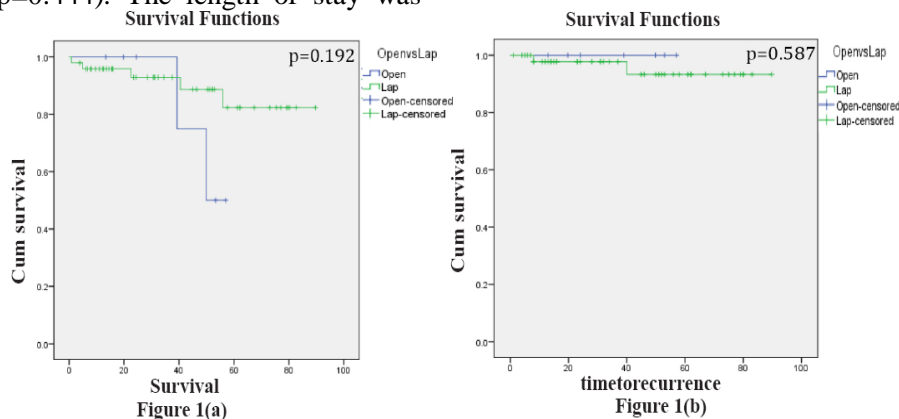 p=0.444). The length of stay was
Survival Functions
p=0.192
OpenvsLap
Open
Lap
Open-censored
Lap-censored
1.0
0.8
0.6
0.4
0.2
0.0
Cum survival
0 20 40 60 80 100
Survival
Figure 1(a)
Survival Functions
p=0.587
OpenvsLap
Open
Lap
Open-censored
Lap-censored
1.0
0.8
0.6
0.4
0.2
0.0
Cum survival
0 20 40 60 80 100
timetorecurrence
Figure 1(b)